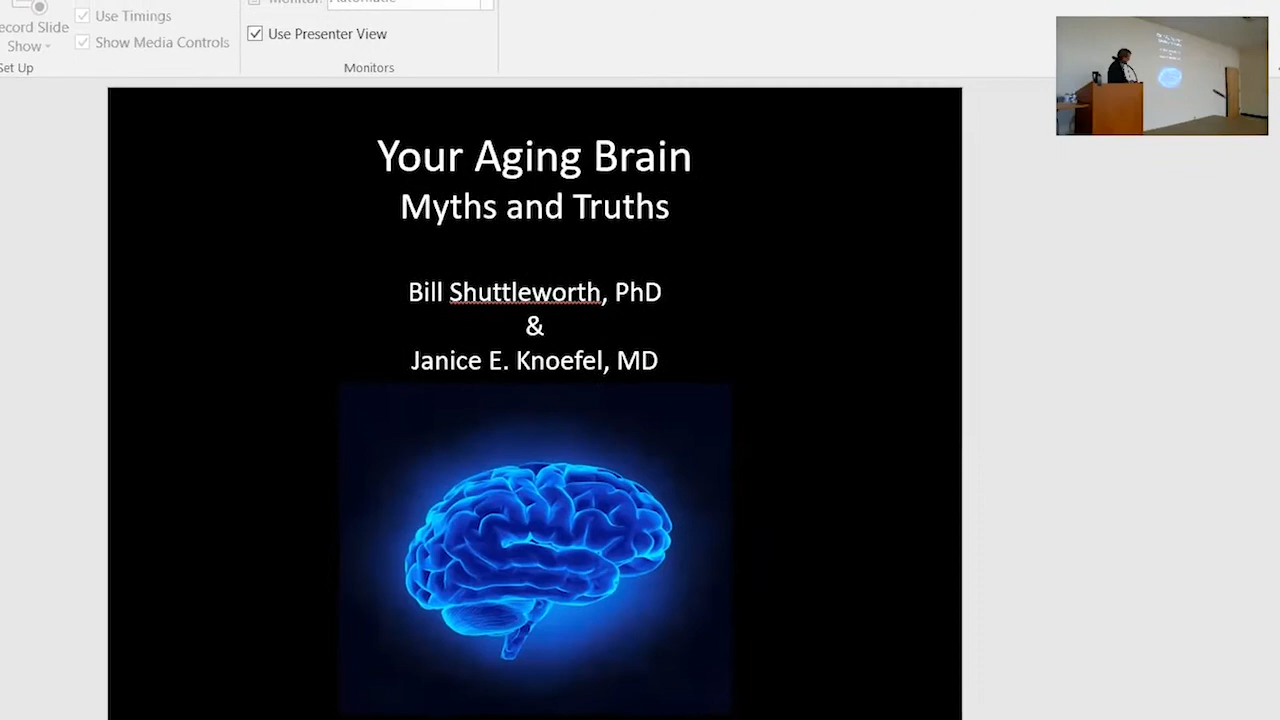 Use Timings
Show Media Controls
Slide
Show
Set Up
Use Presenter View
Monitors
Your Aging Brain
Myths and Truths
Bill Shuttleworth, PhD
&
Janice E. Knoefel, MD